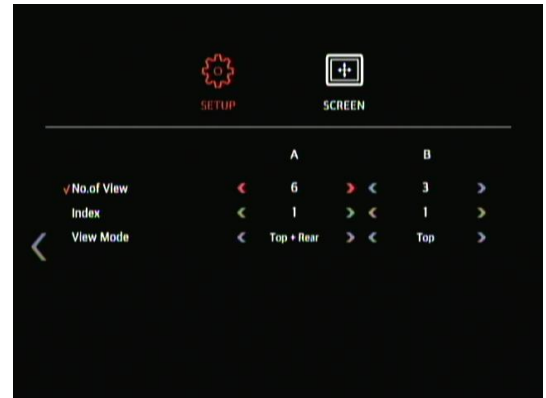 SETUP SCREEN
A B
√No.of View < 6 > < 3 >
Index < 1 > < 1 >
View Mode < Top + Rear > < Top >